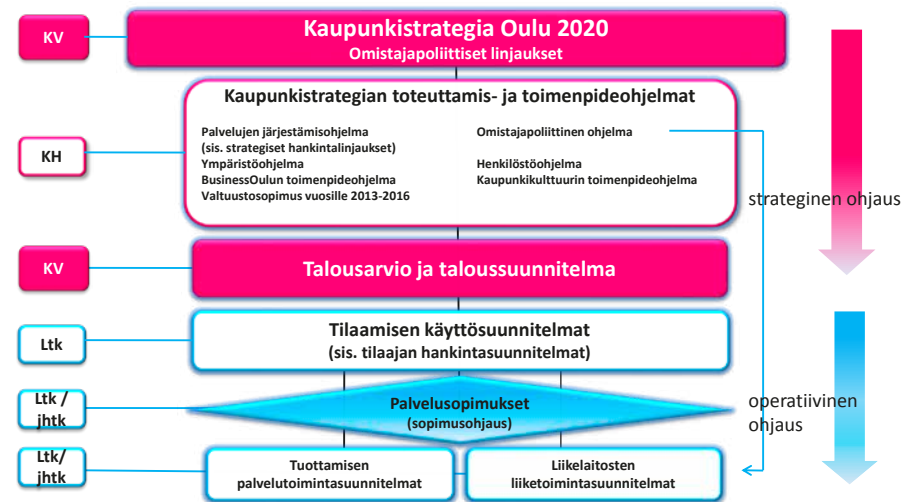 KV
Kaupunkistrategia Oulu 2020
Omistajapoliittiset linjaukset
KH
Kaupunkistrategian toteuttamis- ja toimenpideohjelmat
Palvelujen järjestämisohjelma
(sis. strategiset hankintalinjaukset)
Ympäristöohjelma
BusinessOulun toimenpideohjelma
Valtuustosopimus vuosille 2013-2016
Omistajapoliittinen ohjelma
Henkilöstöohjelma
Kaupunkikulttuurin toimenpideohjelma
strateginen ohjaus
KV
Talousarvio ja taloussuunnitelma
Ltk
Tilaamisen käyttösuunnitelmat
(sis. tilaajan hankintasuunnitelmat)
Ltk /
jhtk
Palvelusopimukset
(sopimusohjaus)
operatiivinen
ohjaus
Ltk/
jhtk
Tuottamisen
palvelutoimintasuunnitelmat
Liikelaitosten
liiketoimintasuunnitelmat